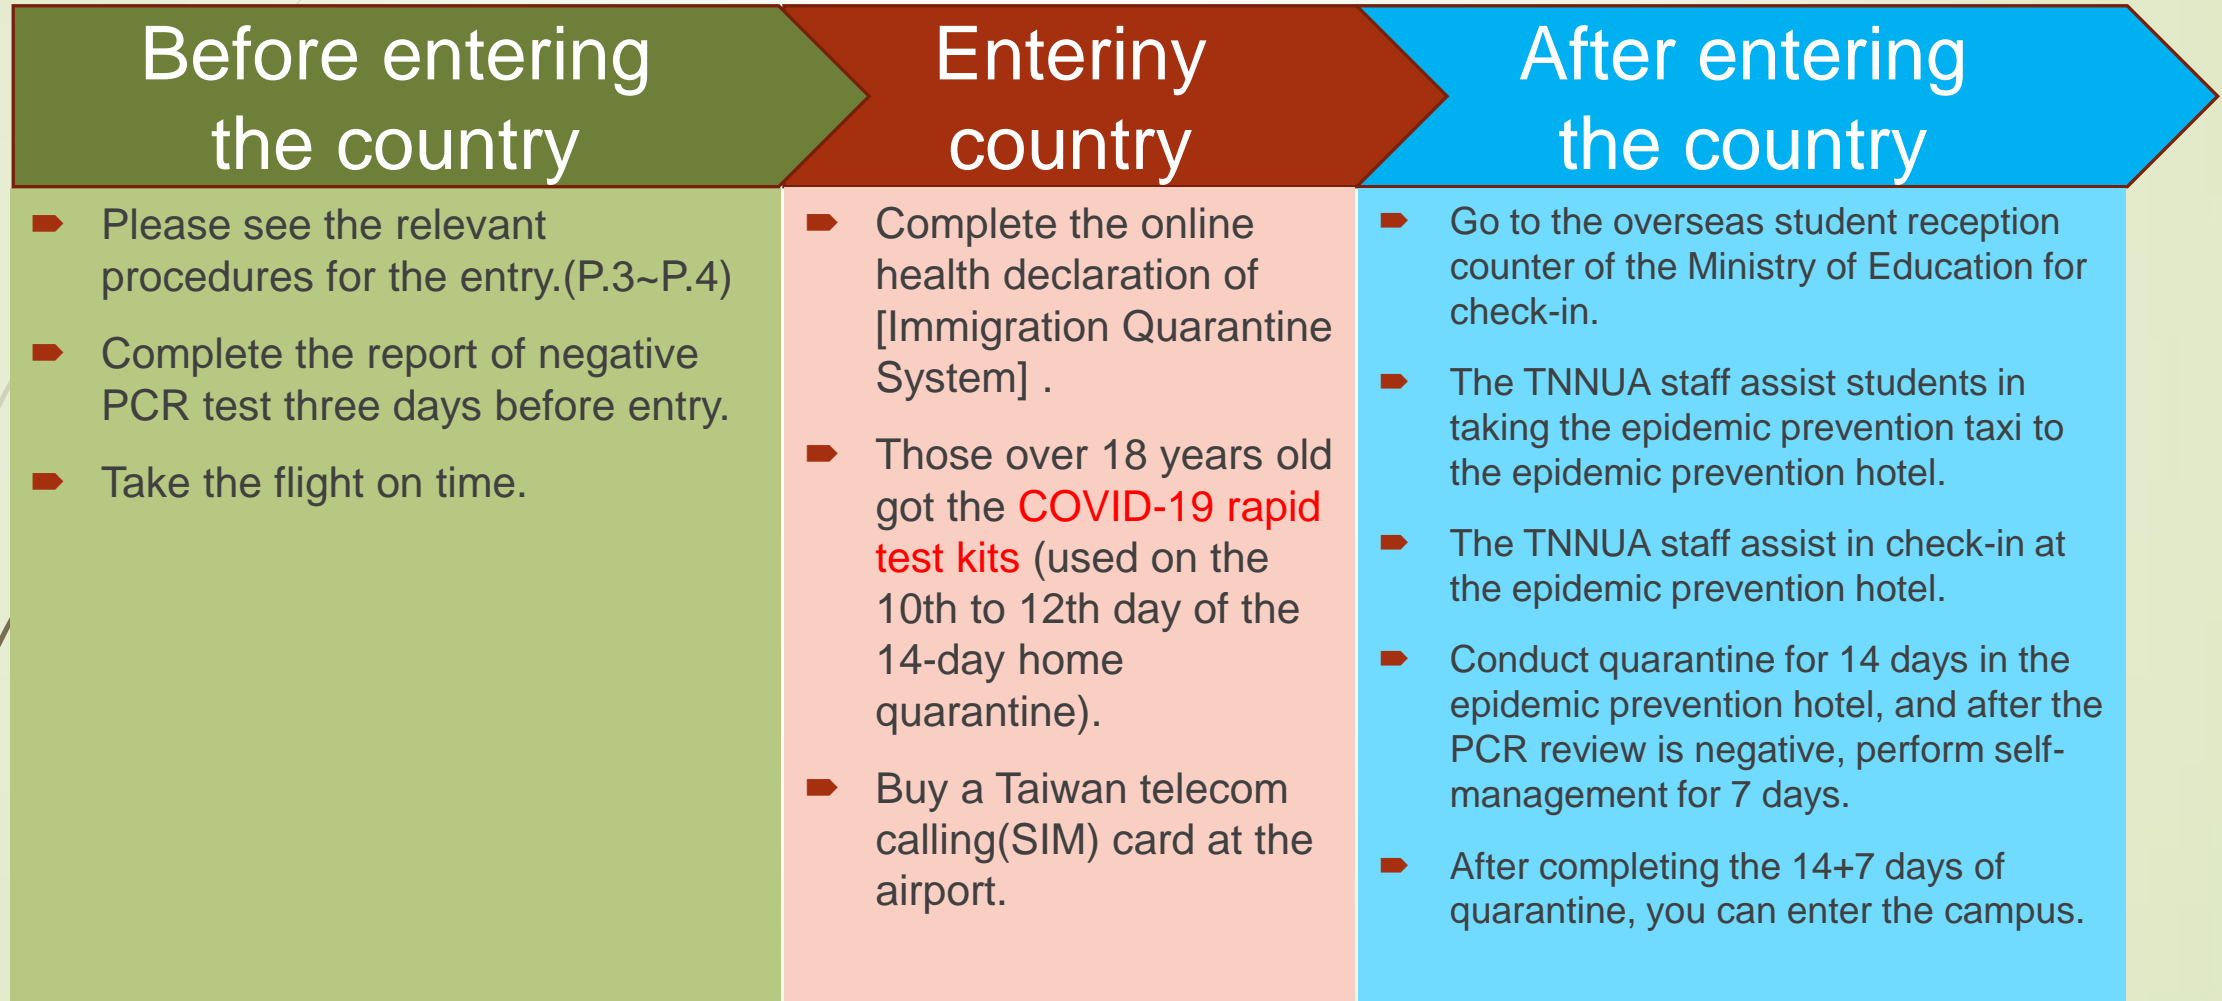 Before entering
the country
Please see the relevant
procedures for the entry.(P.3~P.4)
Complete the report of negative
PCR test three days before entry.
Take the flight on time.
Enteriny
country
Complete the online
health declaration of
[Immigration Quarantine
System] .
Those over 18 years old
got the COVID-19 rapid
test kits (used on the
10th to 12th day of the
14-day home
quarantine).
Buy a Taiwan telecom
calling(SIM) card at the
airport.
After entering
the country
Go to the overseas student reception
counter of the Ministry of Education for
check-in.
The TNNUA staff assist students in
taking the epidemic prevention taxi to
the epidemic prevention hotel.
The TNNUA staff assist in check-in at
the epidemic prevention hotel.
Conduct quarantine for 14 days in the
epidemic prevention hotel, and after the
PCR review is negative, perform self-
management for 7 days.
After completing the 14+7 days of
quarantine, you can enter the campus.